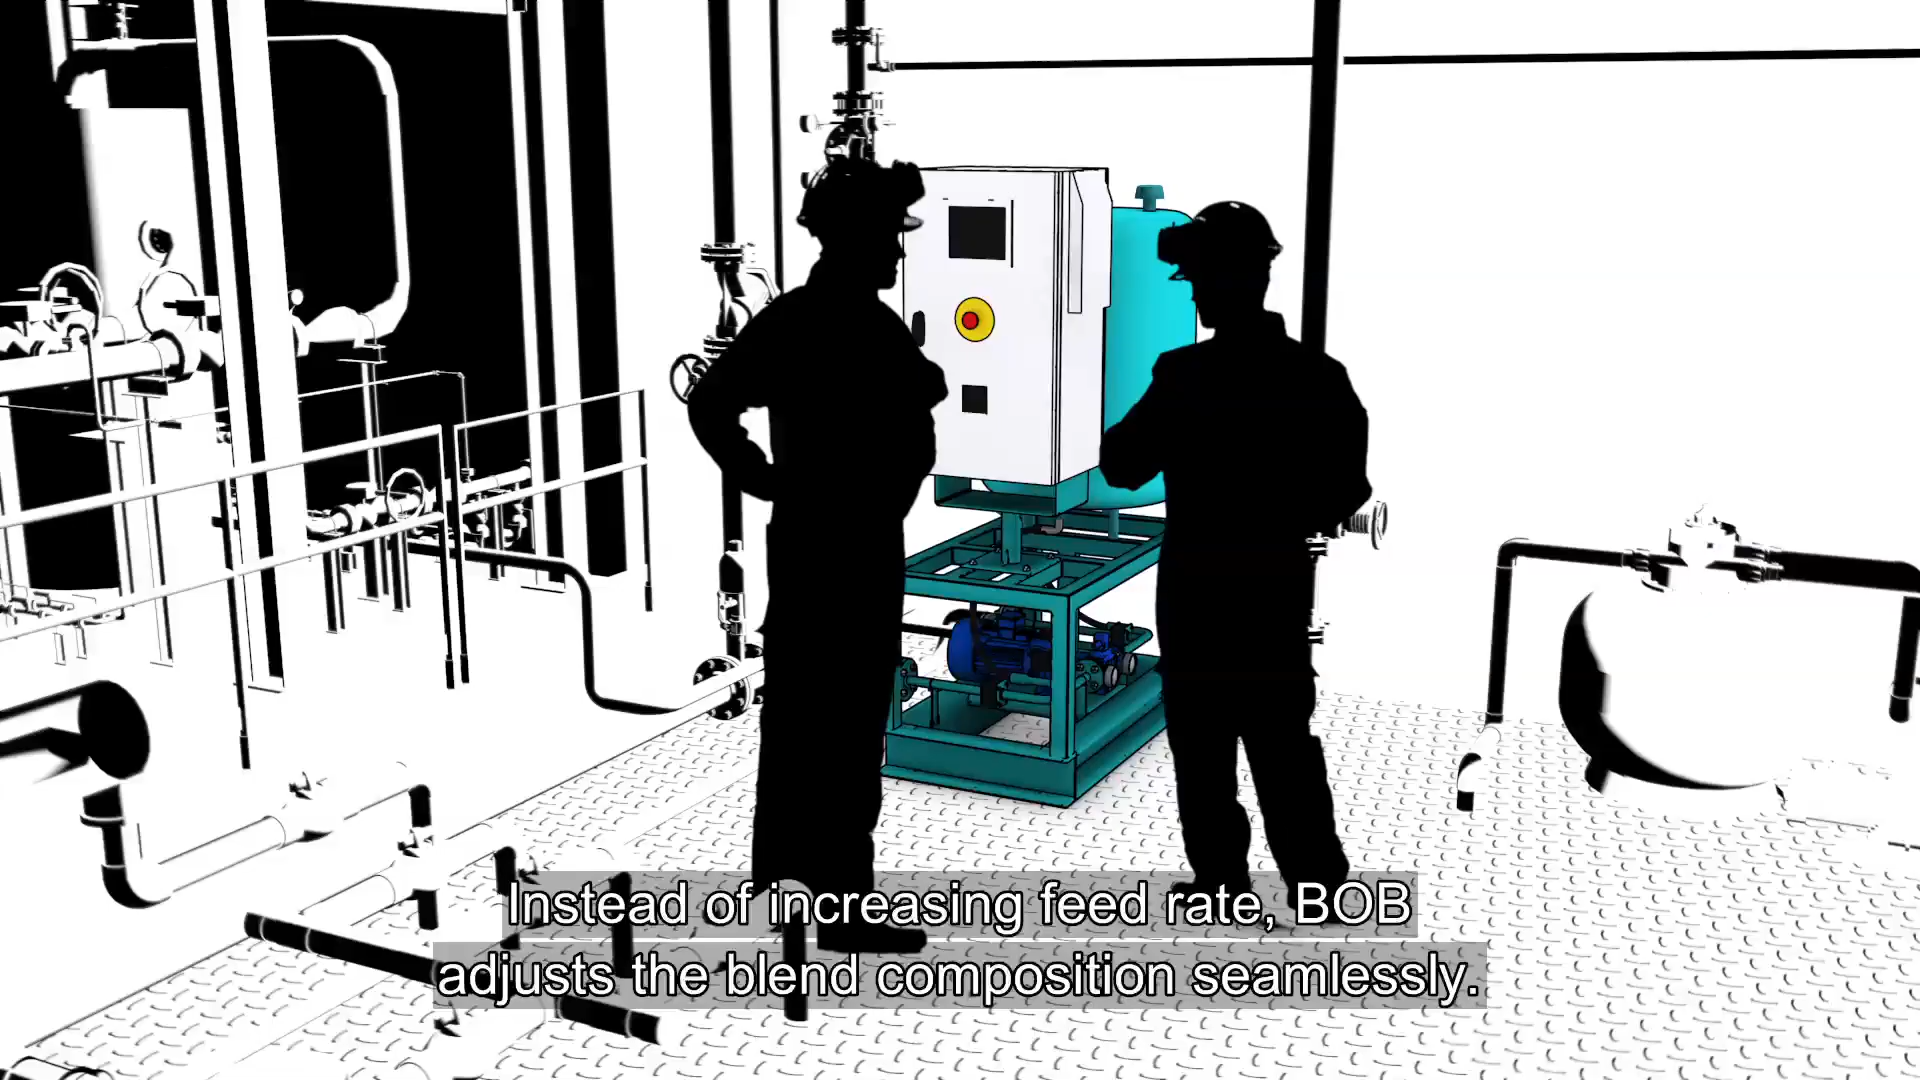 Instead of increasing feed rate, BOB
adjusts the blend composition seamlessly.